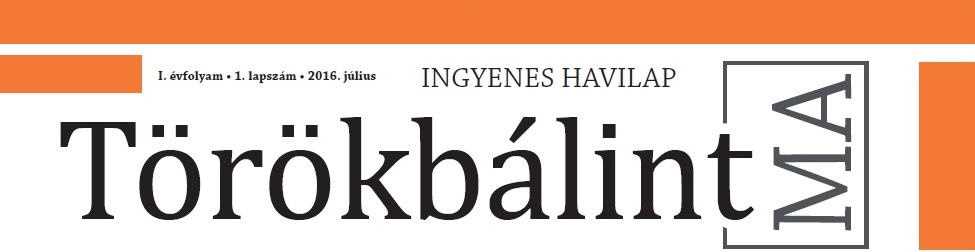 I. évfolyam • 1. lapszám • 2016. július
INGYENES HAVILAP
Törökbálint
MA